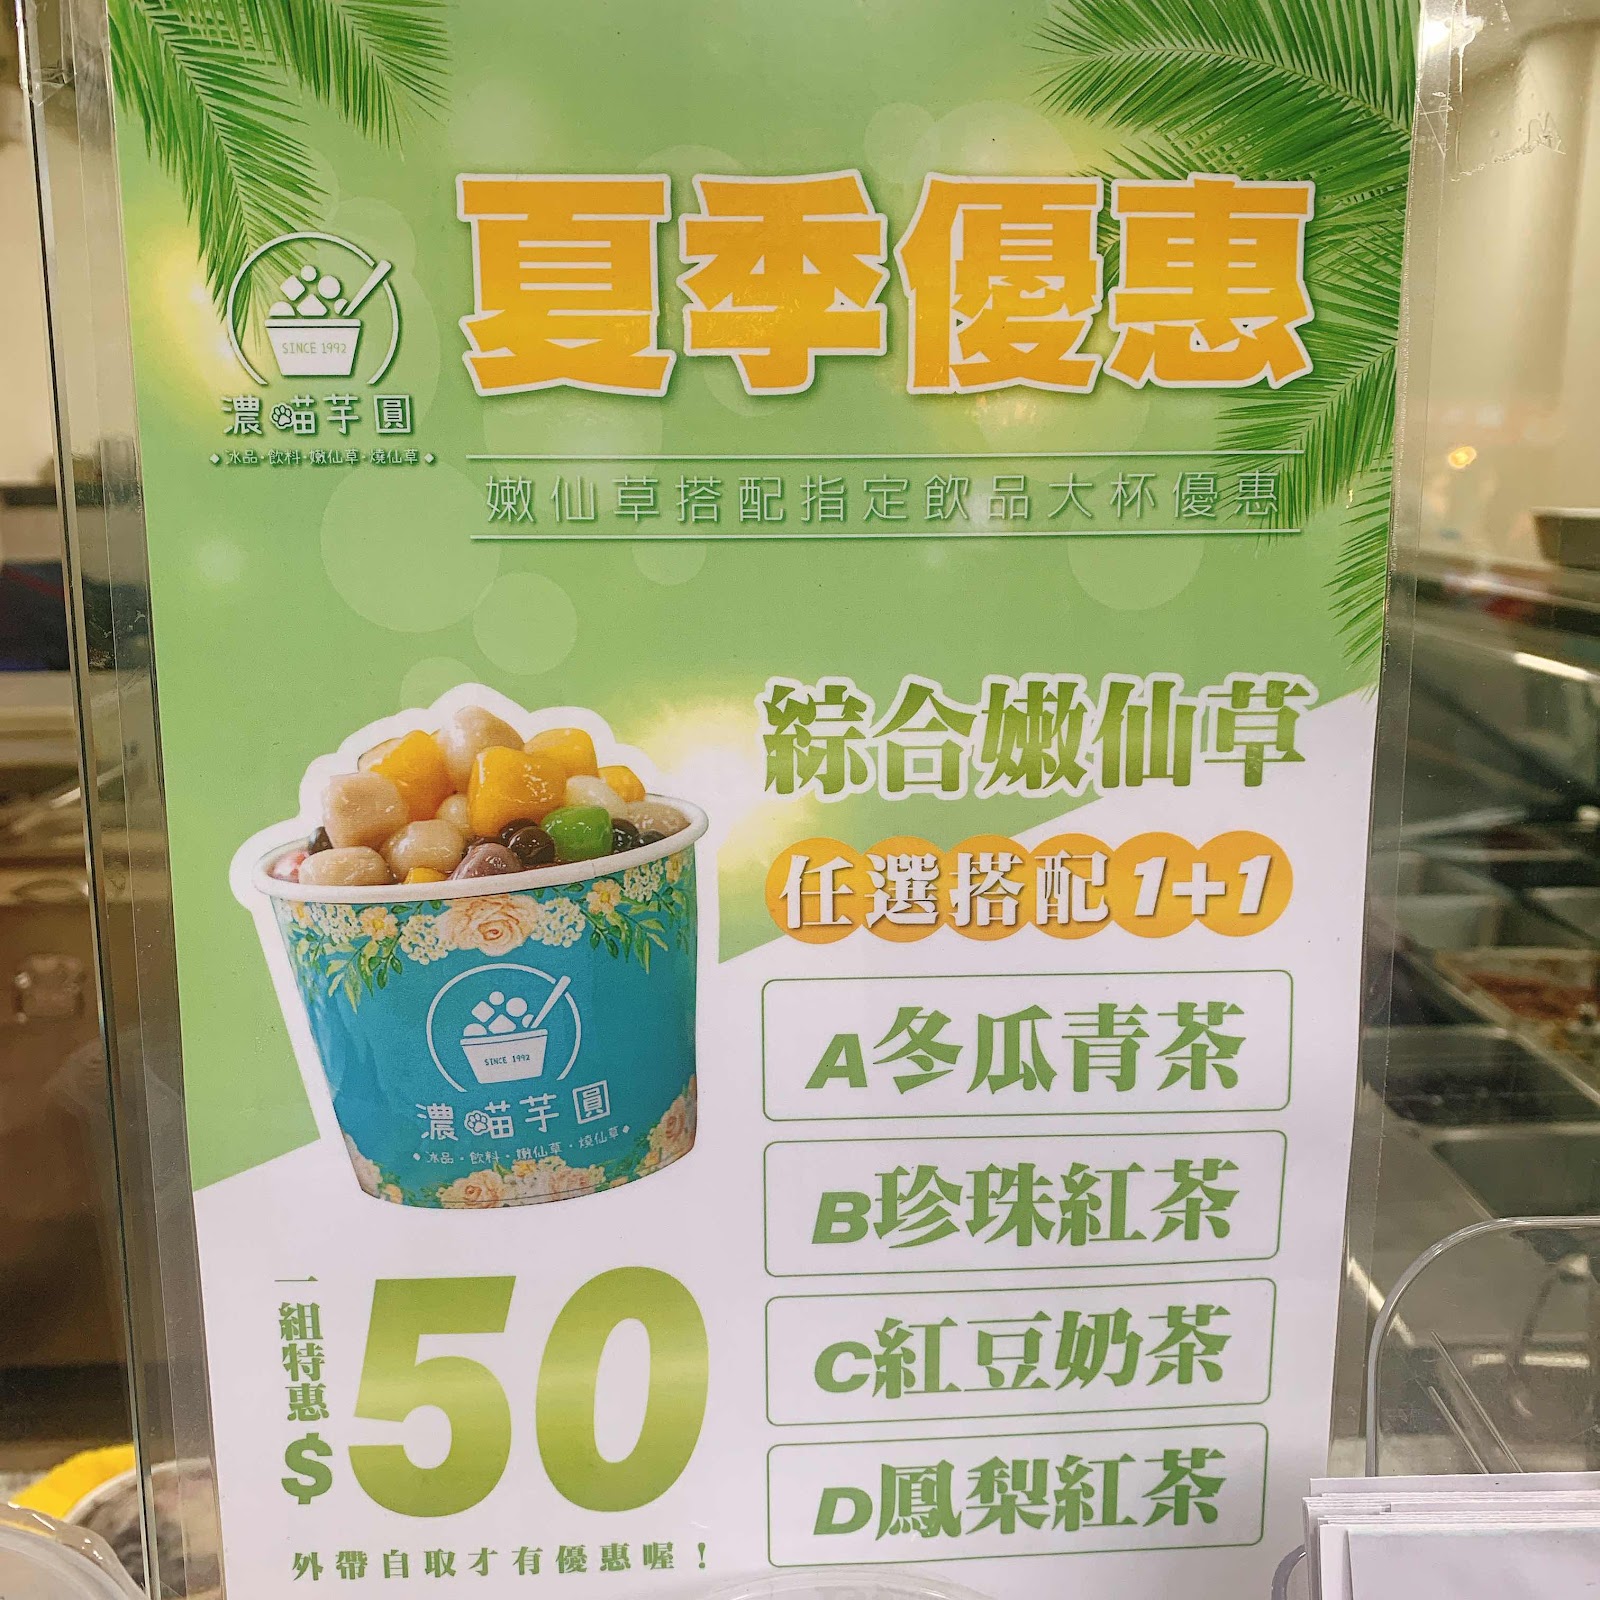 夏季優惠
SINCE 1992
濃喵芋圓
冰品·飲料·嫩仙草·燒仙草
嫩仙草搭配指定飲品大杯優惠
綜合嫩仙草
任選搭配1+1
A冬瓜青茶
B珍珠紅茶
C紅豆奶茶
D鳳梨紅茶
SINCE 1992
濃喵芋圓
冰品·飲料·嫩仙草·燒仙草
一組特惠
$50
外帶自取才有優惠喔！